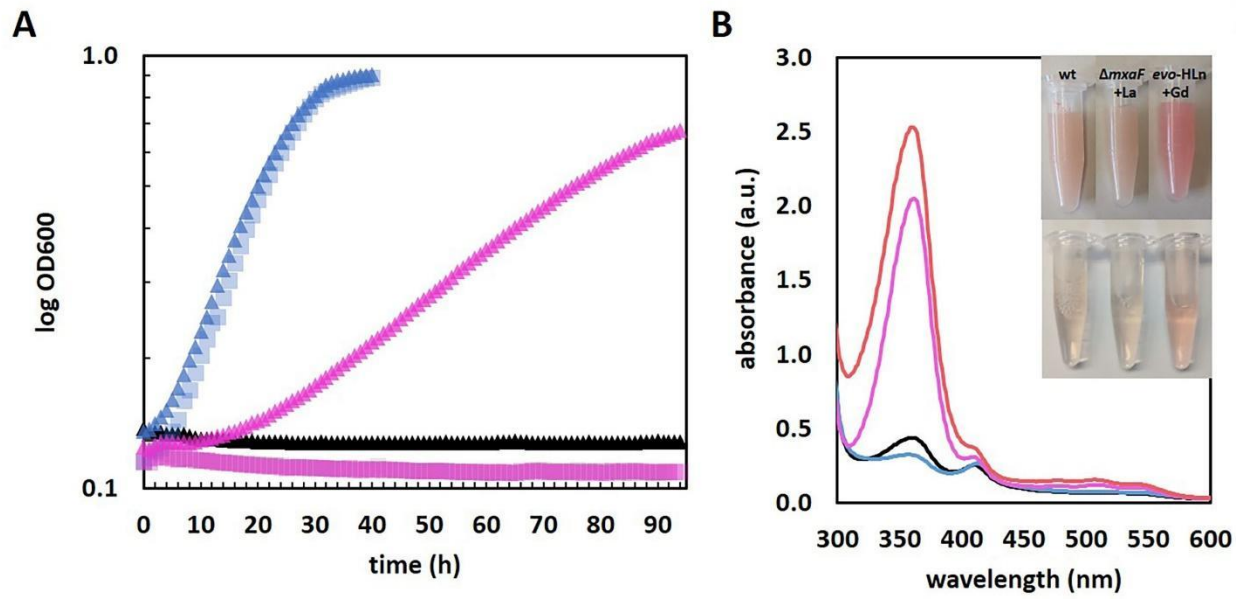 A
1.0
0.1
log OD600
0 10 20 30 40 50 60 70 80 90
time (h)
B
3.0
2.5
2.0
1.5
1.0
0.5
0.0
absorbance (a.u.)
300 350 400 450 500 550 600
wavelength (nm)
wt ΔmxaF evo-HLn
+La +Gd